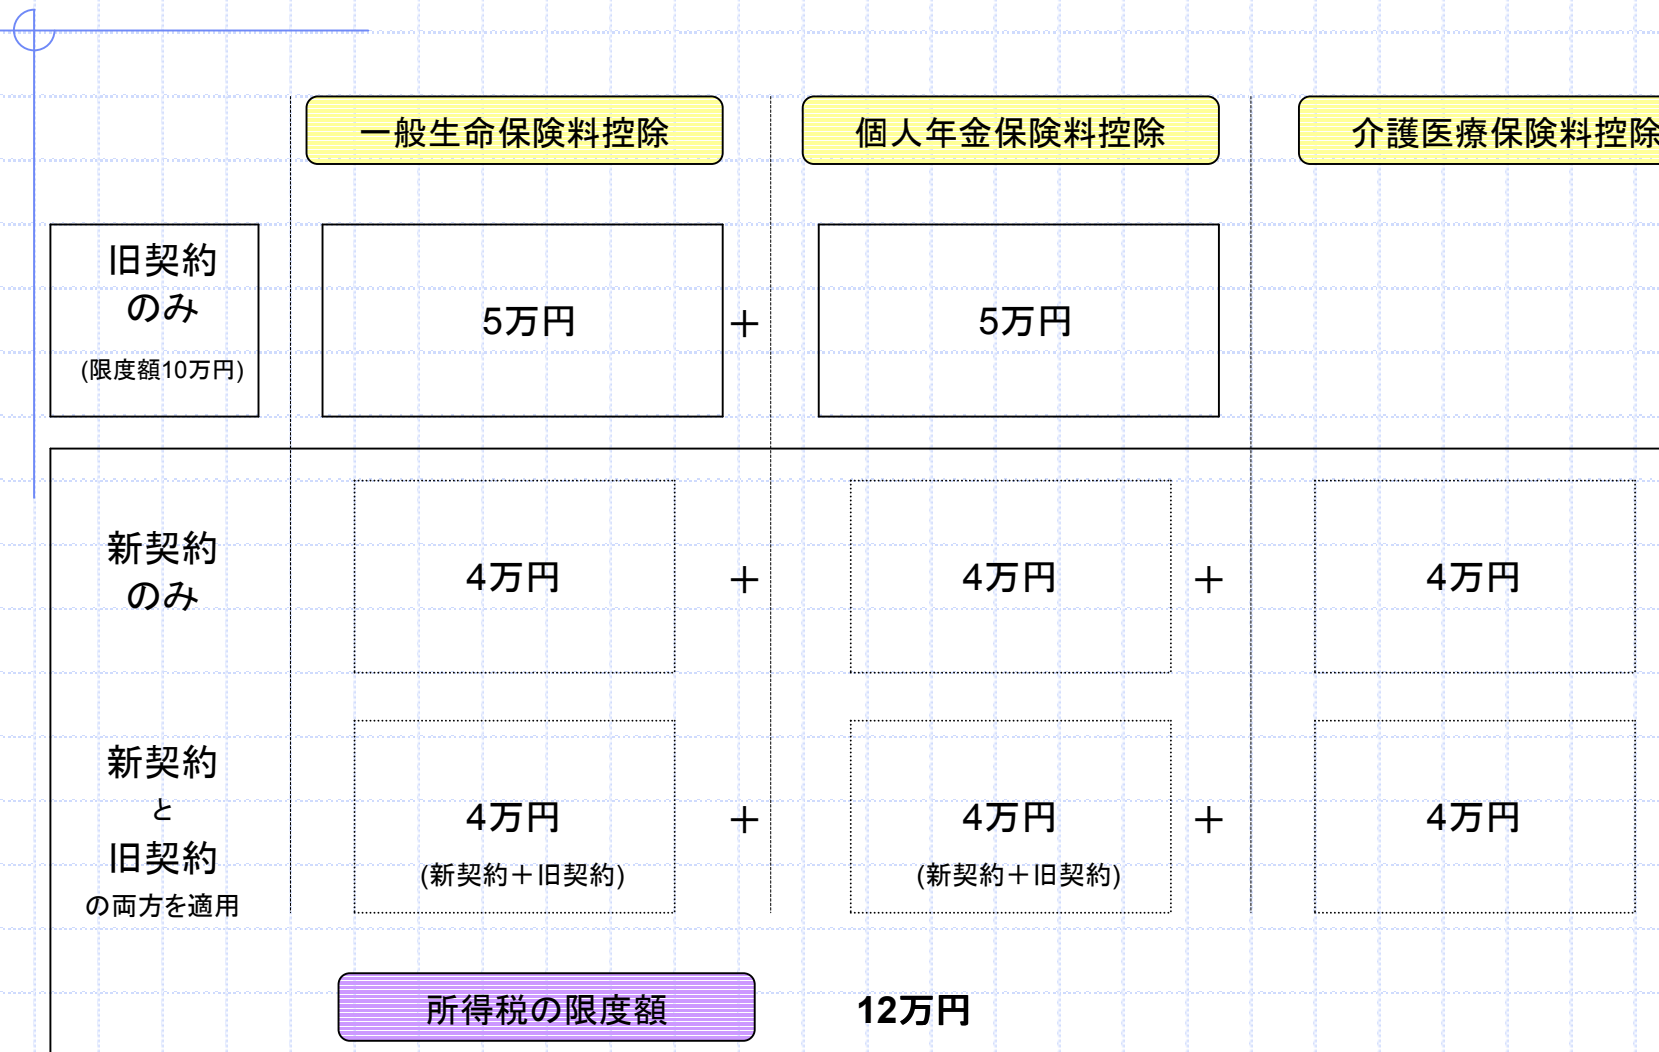 一般生命保険料控除
個人年金保険料控除
介護医療保険料控除
旧契約
のみ
(限度額10万円)
5万円
＋
5万円
新契約
のみ
4万円
＋
4万円
＋
4万円
新契約
と
旧契約
の両方を適用
4万円
(新契約＋旧契約)
＋
4万円
(新契約＋旧契約)
＋
4万円
所得税の限度額
12万円